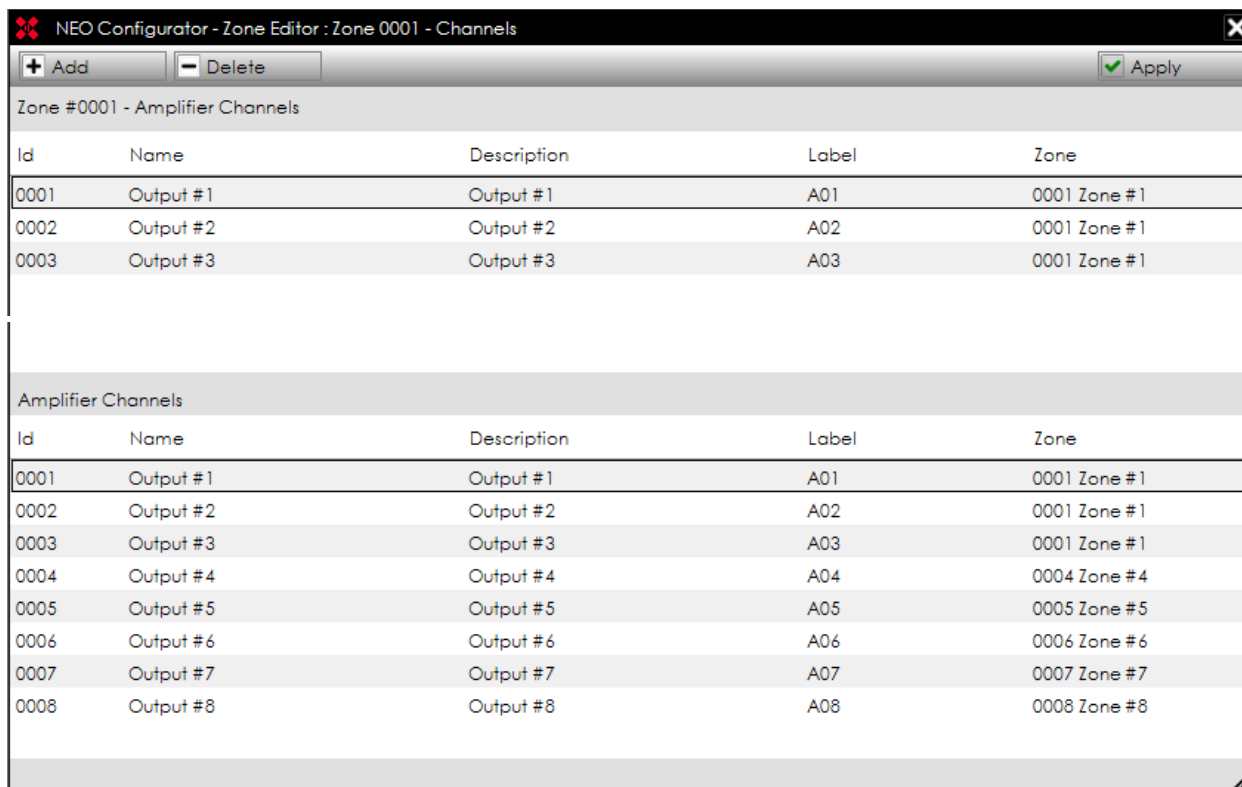 NEO Configurator - Zone Editor : Zone 0001 - Channels
Add Delete Apply
Zone #0001 - Amplifier Channels
Id Name Description Label Zone
0001 Output #1 Output #1 A01 0001 Zone #1
0002 Output #2 Output #2 A02 0001 Zone #1
0003 Output #3 Output #3 A03 0001 Zone #1
Amplifier Channels
Id Name Description Label Zone
0001 Output #1 Output #1 A01 0001 Zone #1
0002 Output #2 Output #2 A02 0001 Zone #1
0003 Output #3 Output #3 A03 0001 Zone #1
0004 Output #4 Output #4 A04 0004 Zone #4
0005 Output #5 Output #5 A05 0005 Zone #5
0006 Output #6 Output #6 A06 0006 Zone #6
0007 Output #7 Output #7 A07 0007 Zone #7
0008 Output #8 Output #8 A08 0008 Zone #8